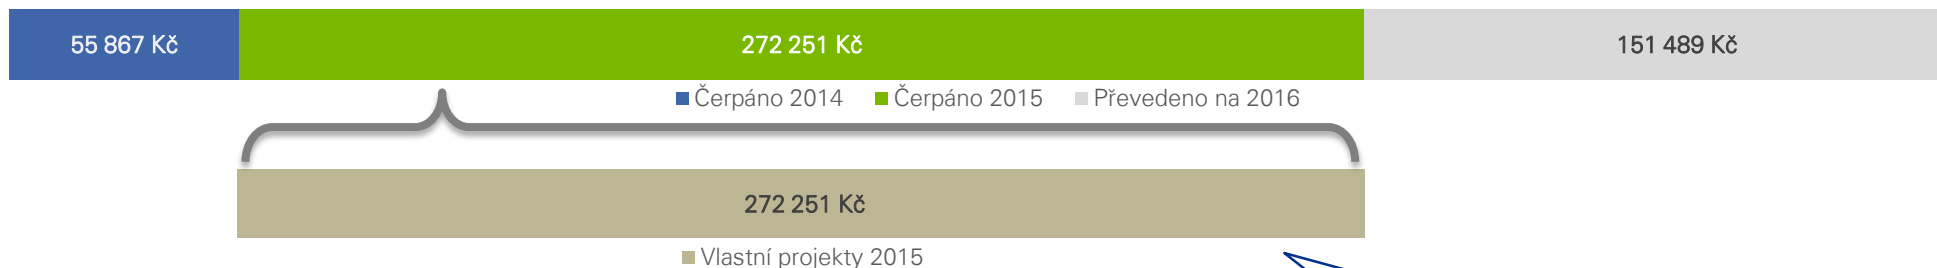 55 867 Kč 272 251 Kč 151 489 Kč
Čerpáno 2014 Čerpáno 2015 Převedeno na 2016
272 251 Kč
Vlastní projekty 2015